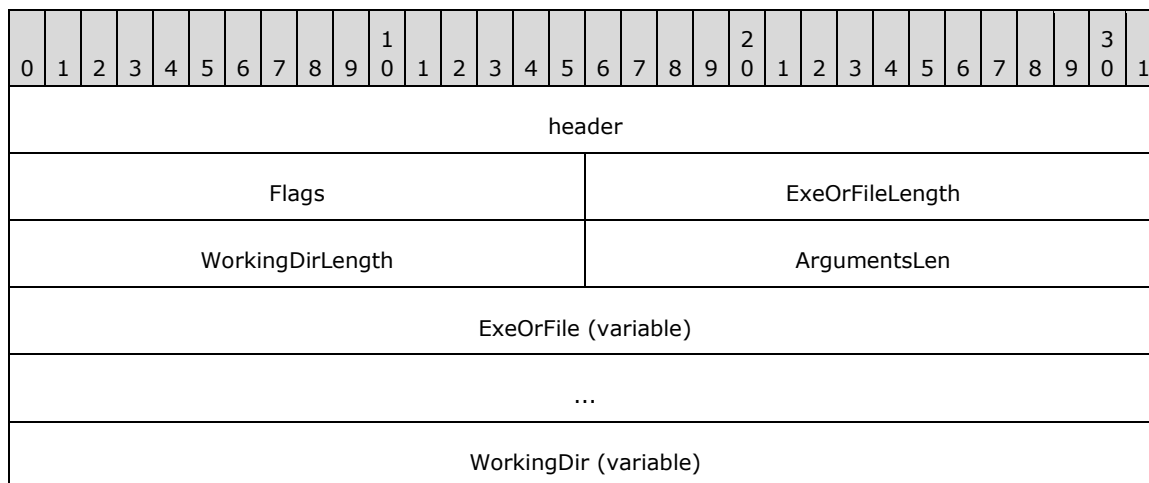 1 2 3
0 1 2 3 4 5 6 7 8 9 0 1 2 3 4 5 6 7 8 9 0 1 2 3 4 5 6 7 8 9 0 1
header
Flags ExeOrFileLength
WorkingDirLength ArgumentsLen
ExeOrFile (variable)
...
WorkingDir (variable)